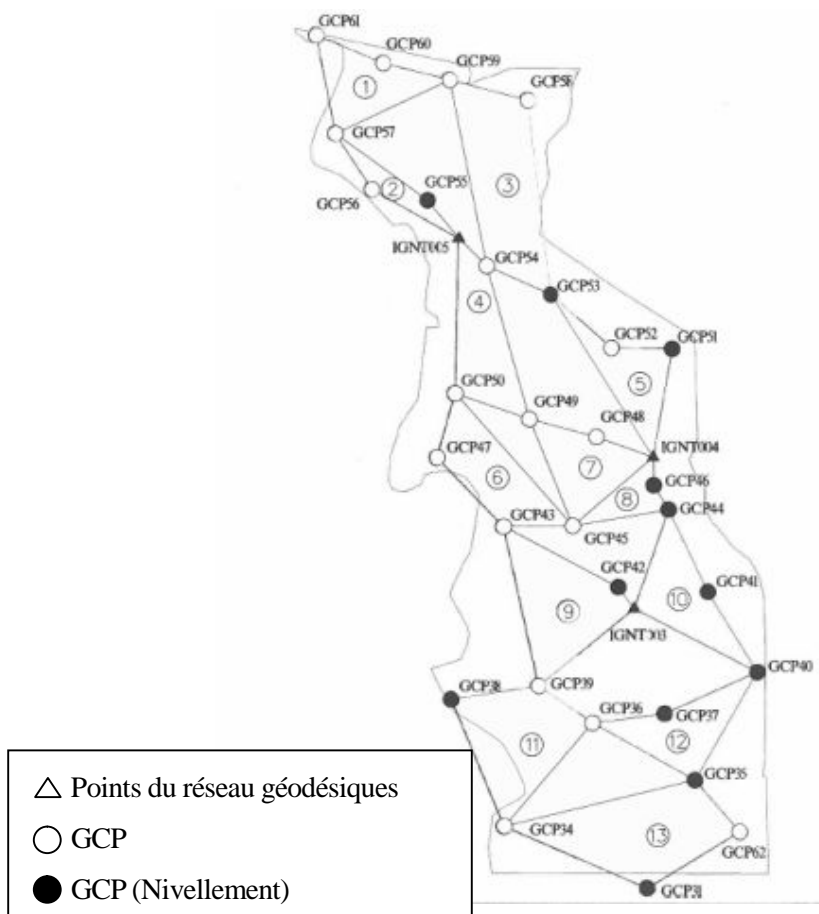 GCP61
GCP60
GCP59
GCP58
1
GCP57
2
GCP55
3
GCP56
IGNT005
GCP54
4
GCP53
GCP52
GCP51
5
GCP50
GCP49
GCP48
GCP47
IGNT004
6
7
8
GCP46
GCP43
GCP45
GCP44
GCP42
GCP41
9
10
IGNT003
GCP38
GCP39
GCP40
GCP36
GCP37
11
12
GCP35
GCP34
13
GCP62
GCP31
Points du réseau géodésiques
GCP
GCP (Nivellement)